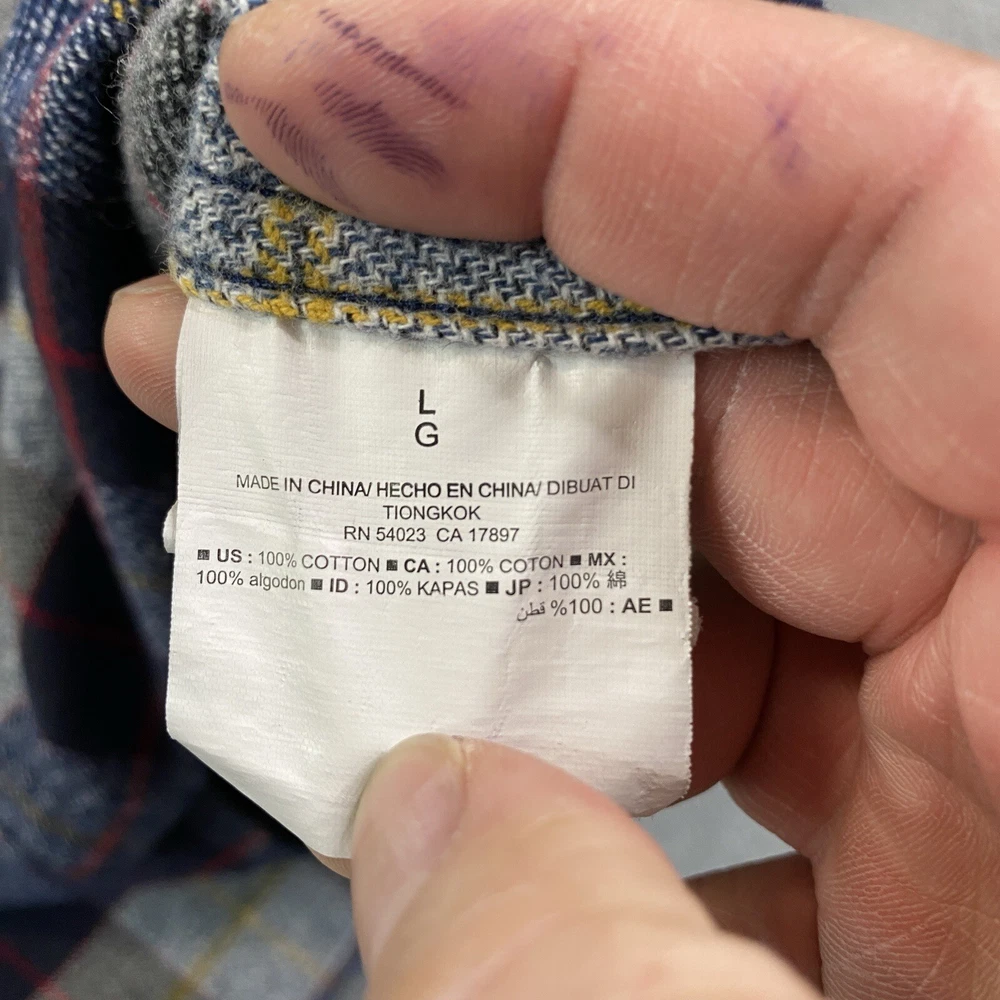 L
G
MADE IN CHINA/ HECHO EN CHINA/ DIBUAT DI
TIONGKOK
RN 54023 CA 17897
■ US : 100% COTTON ■ CA : 100% COTON ■ MX :
100% algodon ■ ID : 100% KAPAS ■ JP : 100% 綿
■ AE : 100% قطن